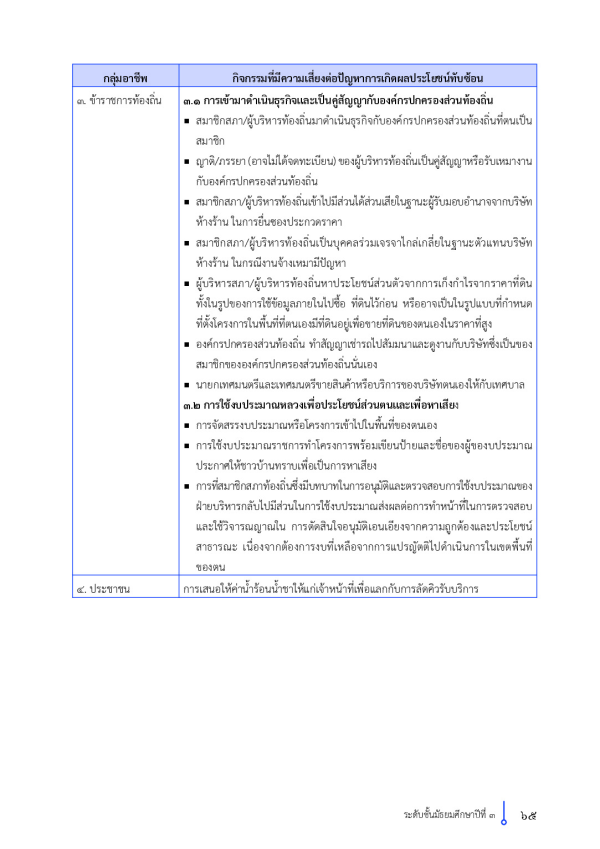 กลุ่มอาชีพ
กิจกรรมที่มีความเสี่ยงต่อปัญหาการเกิดผลประโยชน์ทับซ้อน
๓. ข้าราชการท้องถิ่น
๓.๑ การเข้ามาดำเนินธุรกิจและเป็นคู่สัญญากับองค์กรปกครองส่วนท้องถิ่น
▪ สมาชิกสภา/ผู้บริหารท้องถิ่นมาดำเนินธุรกิจกับองค์กรปกครองส่วนท้องถิ่นที่ตนเป็น
สมาชิก
▪ ญาติ/ภรรยา (อาจไม่ได้จดทะเบียน) ของผู้บริหารท้องถิ่นเป็นคู่สัญญาหรือรับเหมางาน
กับองค์กรปกครองส่วนท้องถิ่น
▪ สมาชิกสภา/ผู้บริหารท้องถิ่นเข้าไปมีส่วนได้ส่วนเสียในฐานะผู้รับมอบอำนาจจากบริษัท
ห้างร้าน ในการยื่นซองประกวดราคา
▪ สมาชิกสภา/ผู้บริหารท้องถิ่นเป็นบุคคลร่วมเจรจาไกล่เกลี่ยในฐานะตัวแทนบริษัท
ห้างร้าน ในกรณีงานจ้างเหมามีปัญหา
▪ ผู้บริหารสภา/ผู้บริหารท้องถิ่นหาประโยชน์ส่วนตัวจากการเก็งกำไรจากราคาที่ดิน
ทั้งในรูปของการใช้ข้อมูลภายในไปซื้อ ที่ดินไว้ก่อน หรืออาจเป็นในรูปแบบที่กำหนด
ที่ตั้งโครงการในพื้นที่ที่ตนเองมีที่ดินอยู่เพื่อขายที่ดินของตนเองในราคาที่สูง
▪ องค์กรปกครองส่วนท้องถิ่น ทำสัญญาเช่ารถไปสัมมนาและดูงานกับบริษัทซึ่งเป็นของ
สมาชิกขององค์กรปกครองส่วนท้องถิ่นนั่นเอง
▪ นายกเทศมนตรีและเทศมนตรีขายสินค้าหรือบริการของบริษัทตนเองให้กับเทศบาล
๓.๒ การใช้งบประมาณหลวงเพื่อประโยชน์ส่วนตนและเพื่อหาเสียง
▪ การจัดสรรงบประมาณหรือโครงการเข้าไปในพื้นที่ของตนเอง
▪ การใช้งบประมาณราชการทำโครงการพร้อมเขียนป้ายและชื่อของผู้ของบประมาณ
ประกาศให้ชาวบ้านทราบเพื่อเป็นการหาเสียง
▪ การที่สมาชิกสภาท้องถิ่นซึ่งมีบทบาทในการอนุมัติและตรวจสอบการใช้งบประมาณของ
ฝ่ายบริหารกลับไปมีส่วนในการใช้งบประมาณส่งผลต่อการทำหน้าที่ในการตรวจสอบ
และใช้วิจารณญาณใน การตัดสินใจอนุมัติเอนเอียงจากความถูกต้องและประโยชน์
สาธารณะ เนื่องจากต้องการงบที่เหลือจากการแปรญัตติไปดำเนินการในเขตพื้นที่
ของตน
๔. ประชาชน
การเสนอให้ค่าน้ำร้อนน้ำชาให้แก่เจ้าหน้าที่เพื่อแลกกับการลัดคิวรับบริการ
ระดับชั้นมัธยมศึกษาปีที่ ๓
๖๕